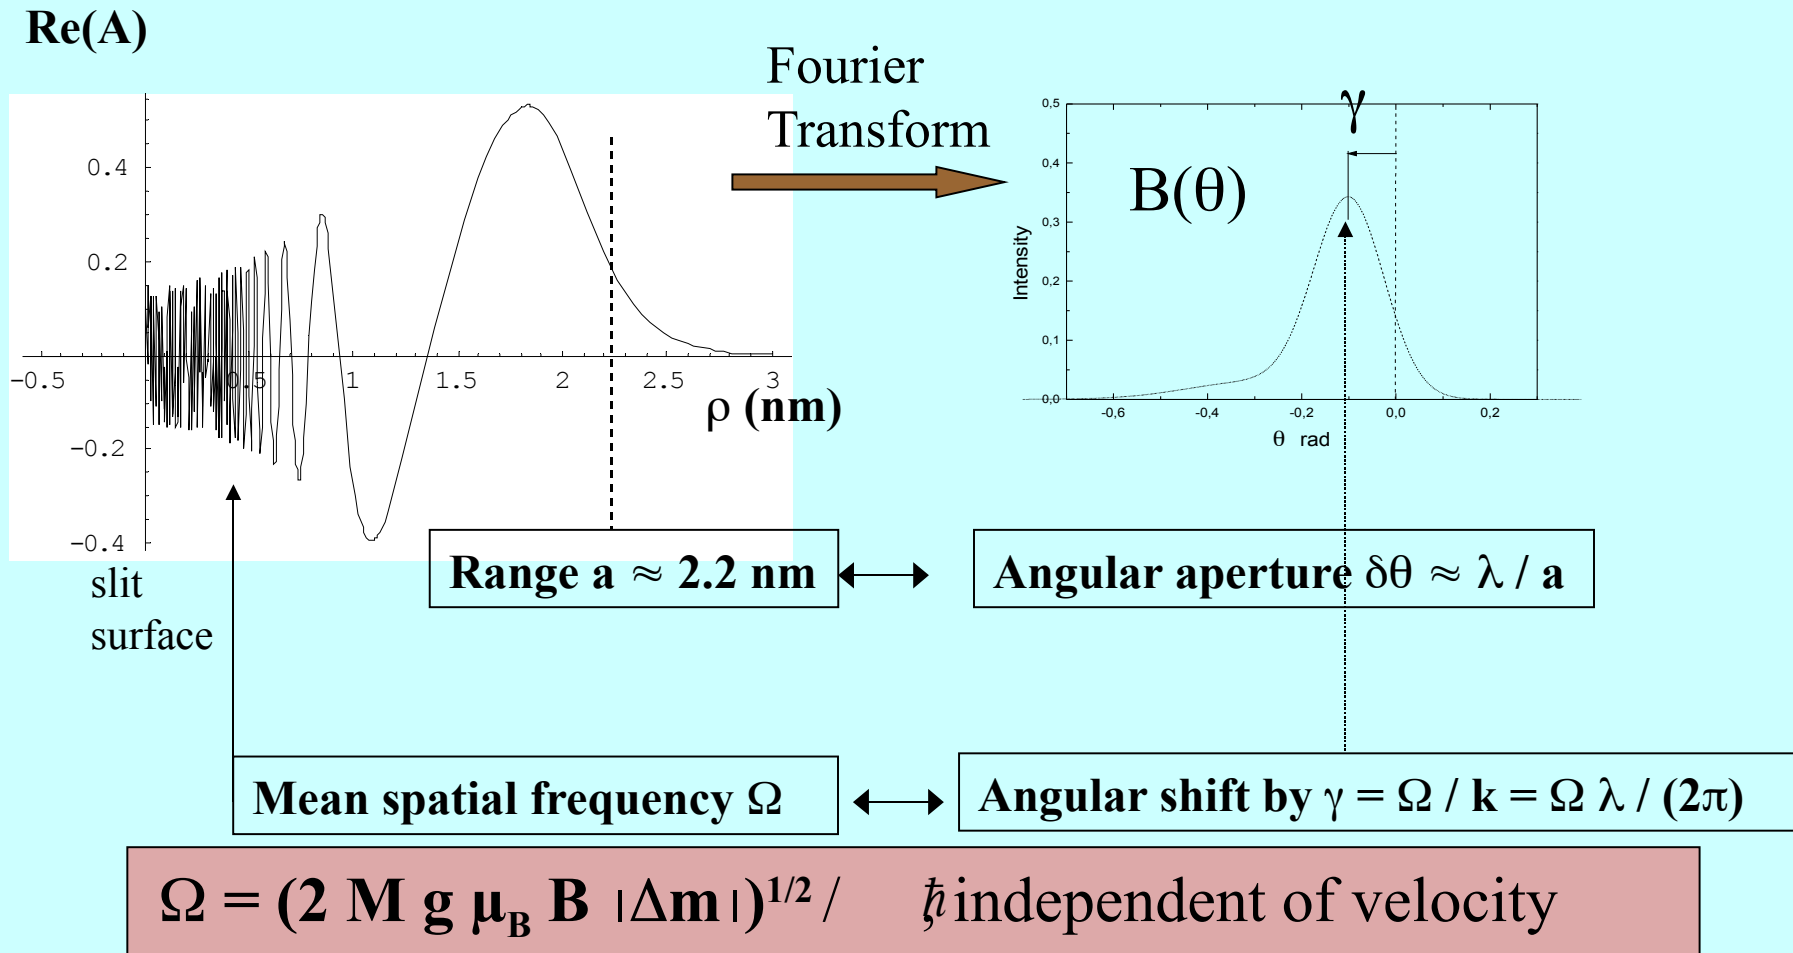 Re(A)
Fourier
Transform
0.4
0.2
-0.2
-0.4
-0.5
0.5
1
1.5
2
2.5
3
ρ (nm)
slit
surface
γ
B(θ)
Intensity
0,5
0,4
0,3
0,2
0,1
0,0
-0,6
-0,4
-0,2
0,0
0,2
θ rad
Range a ≈ 2.2 nm
Angular aperture δθ ≈ λ / a
Mean spatial frequency Ω
Angular shift by γ = Ω / k = Ω λ / (2π)
Ω = (2 M g μ_B B |Δm|)^1/2 / ħ, independent of velocity